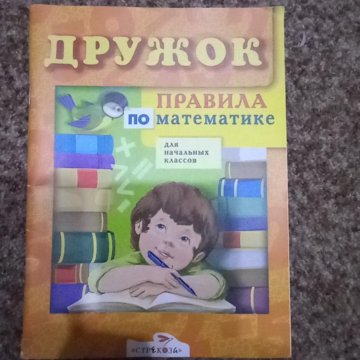 ДРУЖОК
ПРАВИЛА
ПО МАТЕМАТИКЕ
для
начальных
классов
«СТРЕКОЗА»